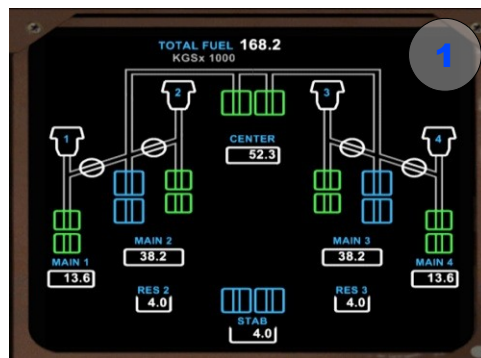 TOTAL FUEL 168.2
KGSx 1000
1
2
3
1
4
CENTER
52.3
MAIN 2
38.2
MAIN 3
38.2
MAIN 1
13.6
MAIN 4
13.6
RES 2
4.0
RES 3
4.0
STAB
4.0